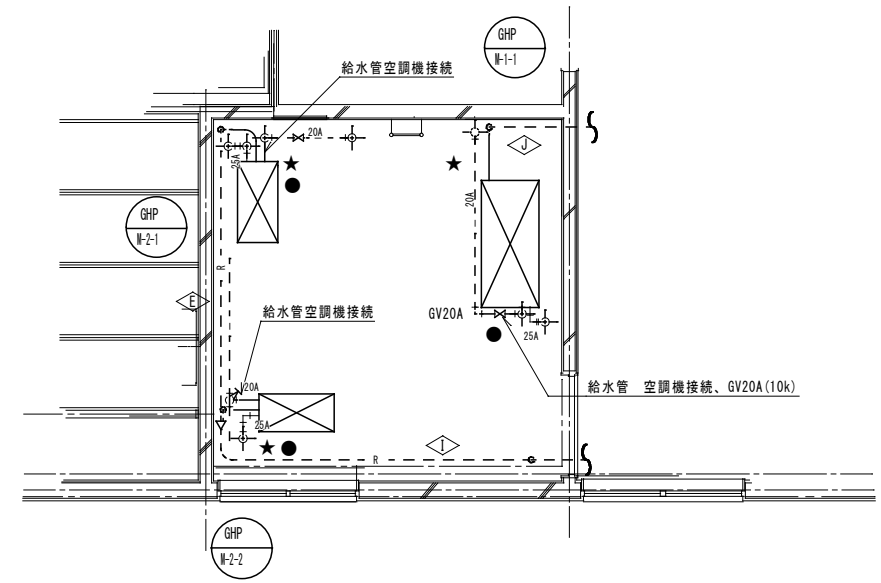 GHP
M-1-1
給水管空調機接続
20A
25A
J
20A
GHP
M-2-1
R
E
給水管空調機接続
GV20A
25A
給水管 空調機接続、GV20A(10k)
20A
25A
I
R
GHP
M-2-2